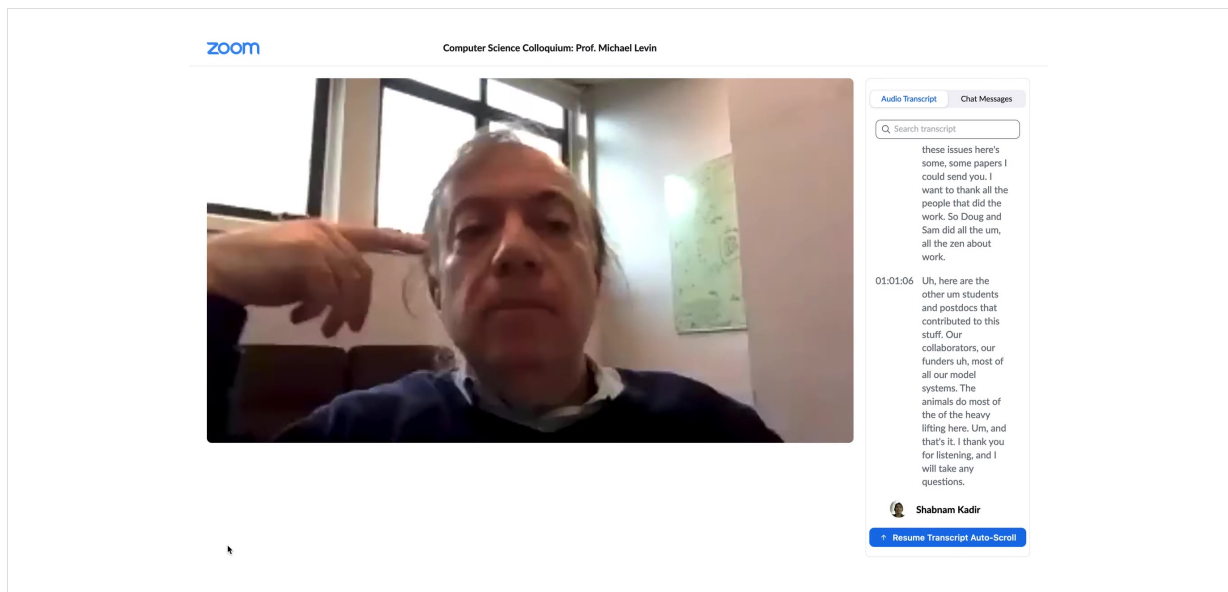 zoom
Computer Science Colloquium: Prof. Michael Levin
Audio Transcript
Chat Messages
Search transcript
these issues here's
some, some papers I
could send you. I
want to thank all the
people that did the
work. So Doug and
Sam did all the um,
all the zen about
work.
01:01:06
Uh, here are the
other um students
and postdocs that
contributed to this
stuff. Our
collaborators, our
funders uh, most of
all our model
systems. The
animals do most of
the of the heavy
lifting here. Um, and
that's it. I thank you
for listening, and I
will take any
questions.
Shabnam Kadir
↑ Resume Transcript Auto-Scroll